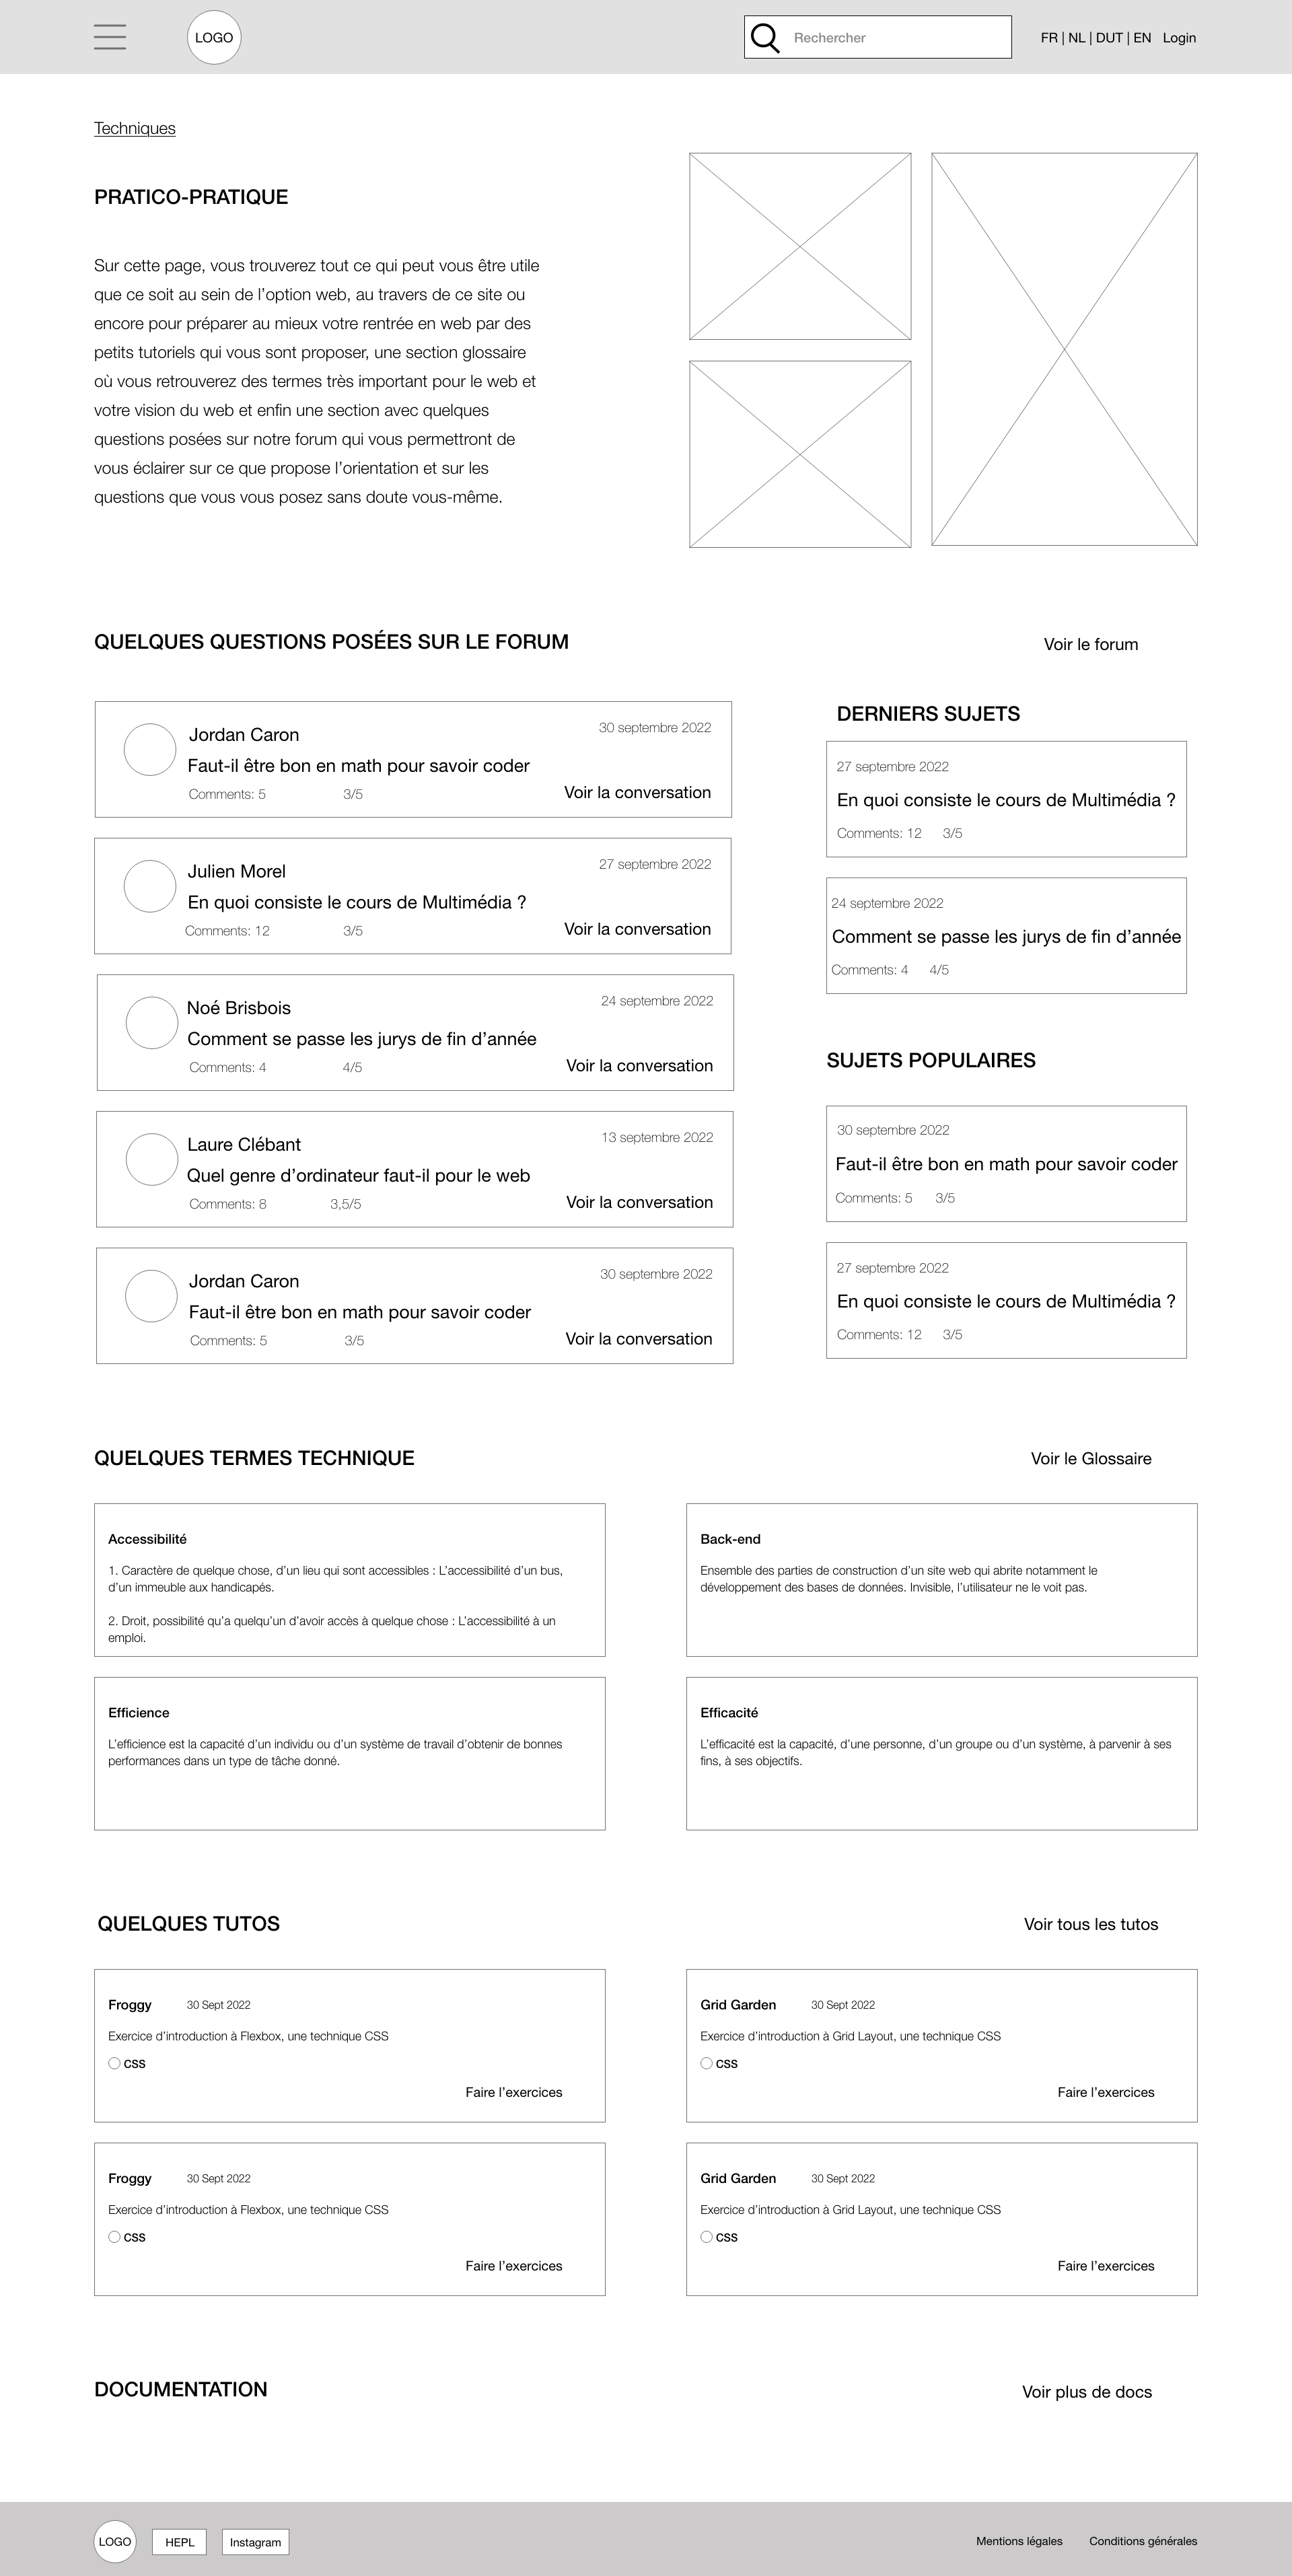 LOGO
Rechercher
FR | NL | DUT | EN
Login
Techniques
PRATICO-PRATIQUE
Sur cette page, vous trouverez tout ce qui peut vous être utile
que ce soit au sein de l’option web, au travers de ce site ou
encore pour préparer au mieux votre rentrée en web par des
petits tutoriels qui vous sont proposer, une section glossaire
où vous retrouverez des termes très important pour le web et
votre vision du web et enfin une section avec quelques
questions posées sur notre forum qui vous permettront de
vous éclairer sur ce que propose l’orientation et sur les
questions que vous vous posez sans doute vous-même.
QUELQUES QUESTIONS POSÉES SUR LE FORUM
Voir le forum
Jordan Caron
30 septembre 2022
Faut-il être bon en math pour savoir coder
Comments: 5
3/5
Voir la conversation
Julien Morel
27 septembre 2022
En quoi consiste le cours de Multimédia ?
Comments: 12
3/5
Voir la conversation
Noé Brisbois
24 septembre 2022
Comment se passe les jurys de fin d’année
Comments: 4
4/5
Voir la conversation
Laure Clébant
13 septembre 2022
Quel genre d’ordinateur faut-il pour le web
Comments: 8
3,5/5
Voir la conversation
Jordan Caron
30 septembre 2022
Faut-il être bon en math pour savoir coder
Comments: 5
3/5
Voir la conversation
DERNIERS SUJETS
27 septembre 2022
En quoi consiste le cours de Multimédia ?
Comments: 12
3/5
24 septembre 2022
Comment se passe les jurys de fin d’année
Comments: 4
4/5
SUJETS POPULAIRES
30 septembre 2022
Faut-il être bon en math pour savoir coder
Comments: 5
3/5
27 septembre 2022
En quoi consiste le cours de Multimédia ?
Comments: 12
3/5
QUELQUES TERMES TECHNIQUE
Voir le Glossaire
Accessibilité
1. Caractère de quelque chose, d’un lieu qui sont accessibles : L’accessibilité d’un bus,
d’un immeuble aux handicapés.
2. Droit, possibilité qu’a quelqu’un d’avoir accès à quelque chose : L’accessibilité à un
emploi.
Back-end
Ensemble des parties de construction d’un site web qui abrite notamment le
développement des bases de données. Invisible, l’utilisateur ne le voit pas.
Efficience
L’efficience est la capacité d’un individu ou d’un système de travail d’obtenir de bonnes
performances dans un type de tâche donné.
Efficacité
L’efficacité est la capacité, d’une personne, d’un groupe ou d’un système, à parvenir à ses
fins, à ses objectifs.
QUELQUES TUTOS
Voir tous les tutos
Froggy
30 Sept 2022
Exercice d’introduction à Flexbox, une technique CSS
CSS
Faire l’exercices
Grid Garden
30 Sept 2022
Exercice d’introduction à Grid Layout, une technique CSS
CSS
Faire l’exercices
Froggy
30 Sept 2022
Exercice d’introduction à Flexbox, une technique CSS
CSS
Faire l’exercices
Grid Garden
30 Sept 2022
Exercice d’introduction à Grid Layout, une technique CSS
CSS
Faire l’exercices
DOCUMENTATION
Voir plus de docs
LOGO
HEPL
Instagram
Mentions légales
Conditions générales